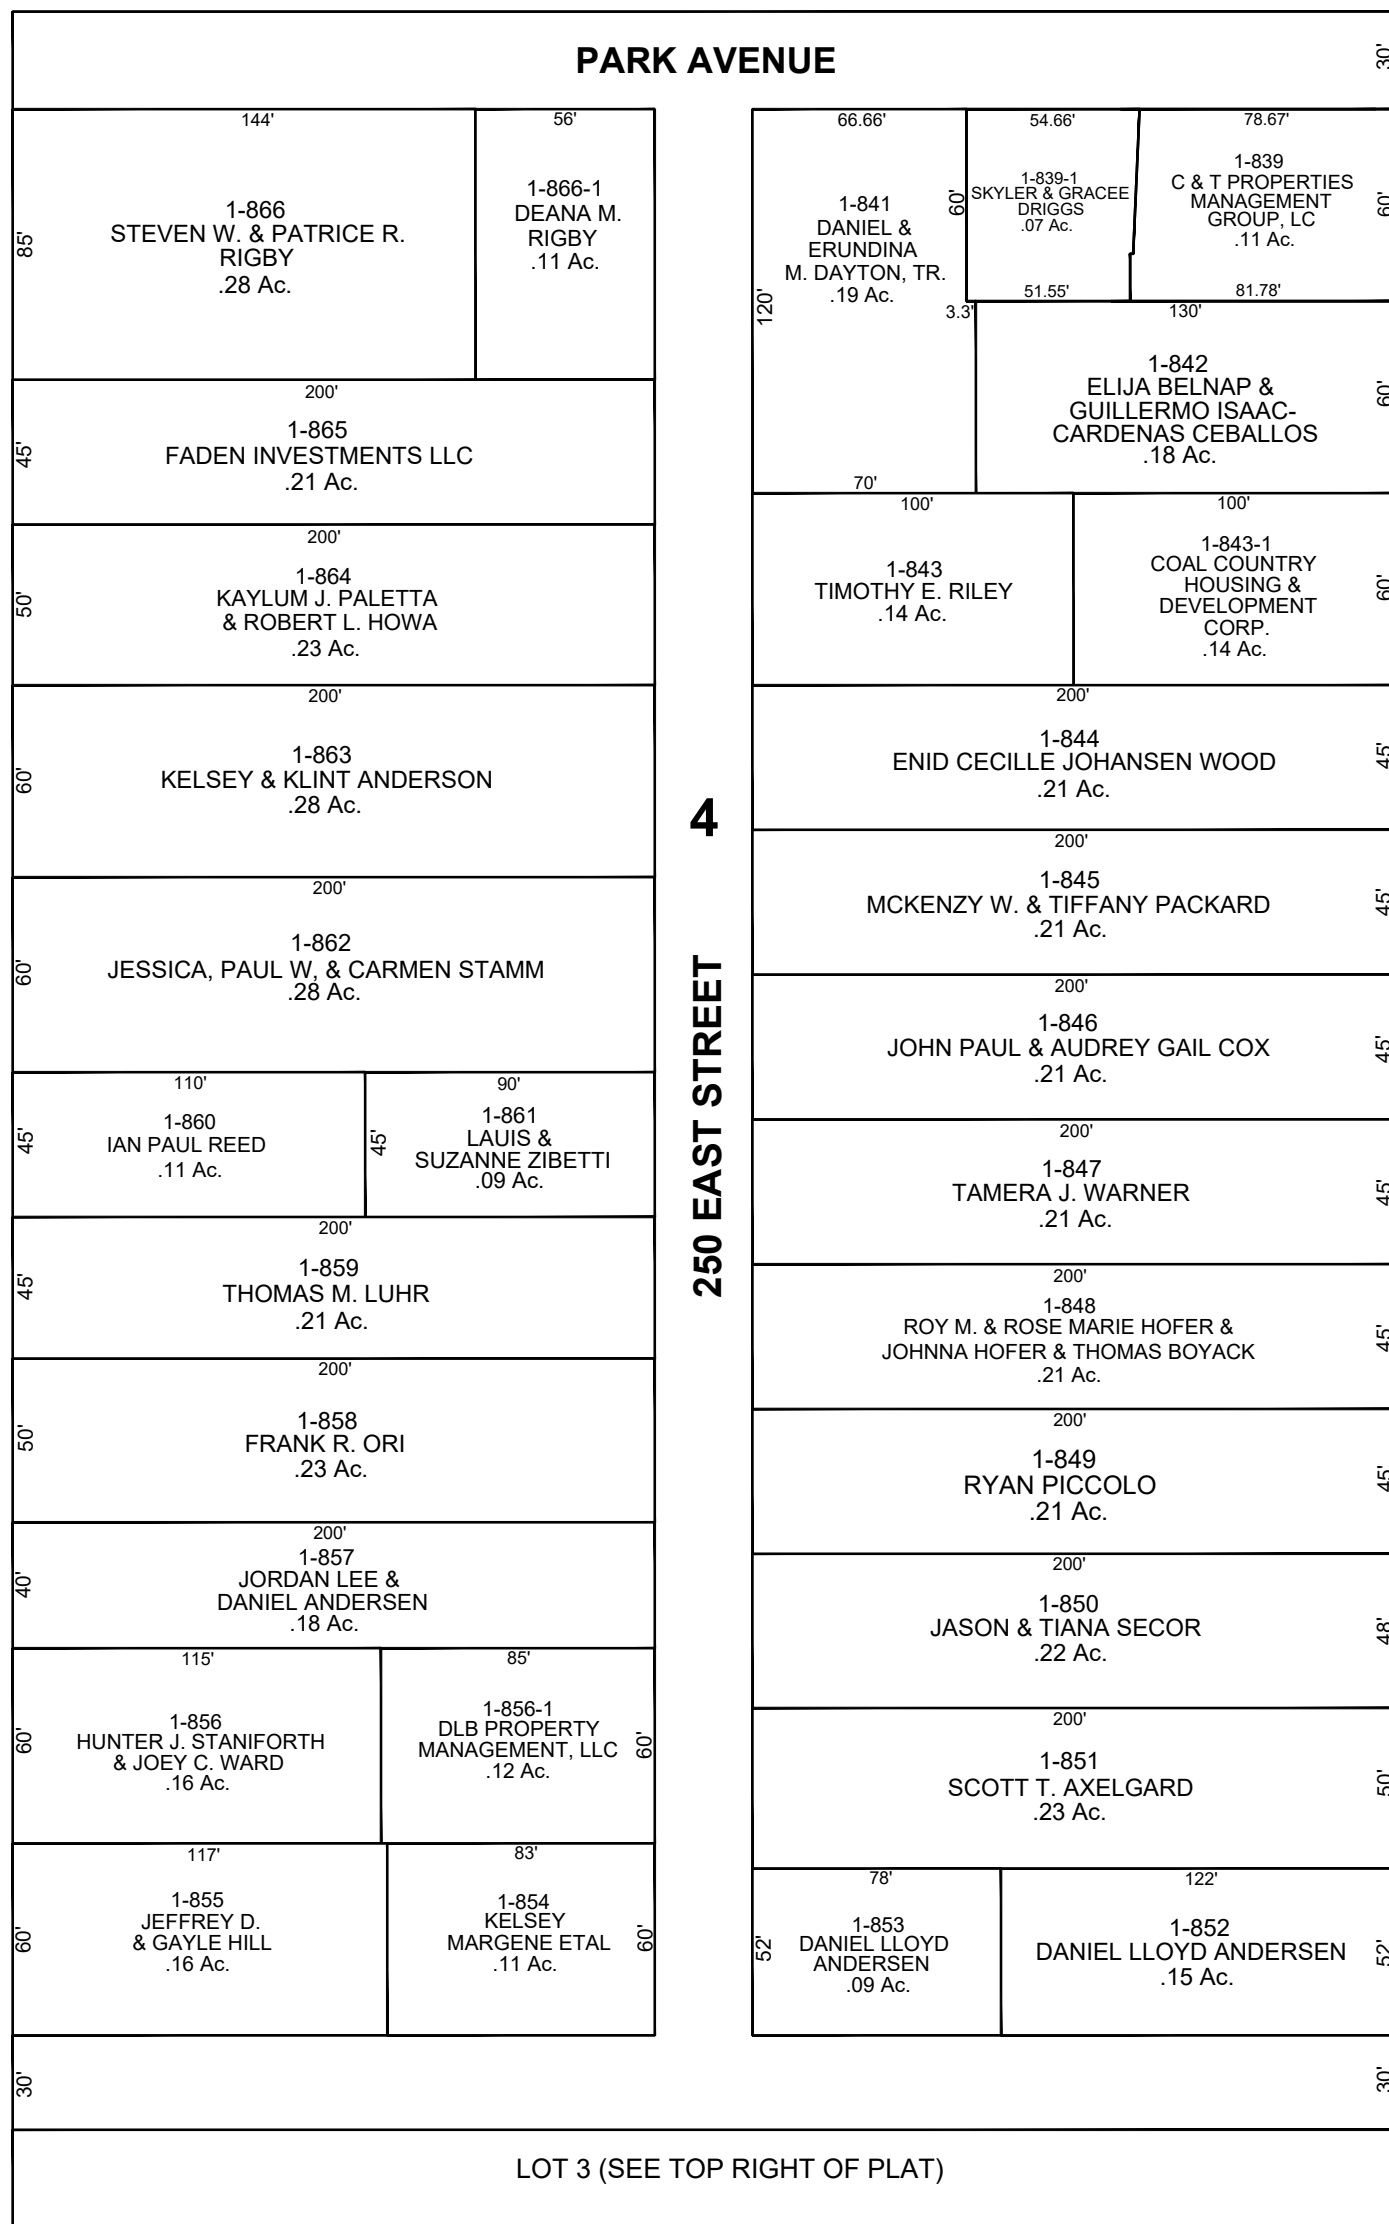 PARK AVENUE
30'
144'
85'
1-866
STEVEN W. & PATRICE R.
RIGBY
.28 Ac.
56'
1-866-1
DEANA M.
RIGBY
.11 Ac.
200'
45'
1-865
FADEN INVESTMENTS LLC
.21 Ac.
200'
50'
1-864
KAYLUM J. PALETTA
& ROBERT L. HOWA
.23 Ac.
200'
60'
1-863
KELSEY & KLINT ANDERSON
.28 Ac.
200'
60'
1-862
JESSICA, PAUL W, & CARMEN STAMM
.28 Ac.
110'
45'
1-860
IAN PAUL REED
.11 Ac.
90'
45'
1-861
LAUIS &
SUZANNE ZIBETTI
.09 Ac.
200'
45'
1-859
THOMAS M. LUHR
.21 Ac.
200'
50'
1-858
FRANK R. ORI
.23 Ac.
200'
40'
1-857
JORDAN LEE &
DANIEL ANDERSEN
.18 Ac.
115'
60'
1-856
HUNTER J. STANIFORTH
& JOEY C. WARD
.16 Ac.
85'
1-856-1
DLB PROPERTY
MANAGEMENT, LLC
.12 Ac.
60'
117'
60'
1-855
JEFFREY D.
& GAYLE HILL
.16 Ac.
83'
1-854
KELSEY
MARGENE ETAL
.11 Ac.
60'
4
250 EAST STREET
66.66'
1-841
DANIEL &
ERUNDINA
M. DAYTON, TR.
.19 Ac.
120'
60'
3.3'
70'
54.66'
1-839-1
SKYLER & GRACEE
DRIGGS
.07 Ac.
51.55'
78.67'
1-839
C & T PROPERTIES
MANAGEMENT
GROUP, LC
.11 Ac.
60'
81.78'
130'
1-842
ELIJA BELNAP &
GUILLERMO ISAAC-
CARDENAS CEBALLOS
.18 Ac.
60'
100'
1-843
TIMOTHY E. RILEY
.14 Ac.
100'
1-843-1
COAL COUNTRY
HOUSING &
DEVELOPMENT
CORP.
.14 Ac.
60'
200'
1-844
ENID CECILLE JOHANSEN WOOD
.21 Ac.
45'
200'
1-845
MCKENZY W. & TIFFANY PACKARD
.21 Ac.
45'
200'
1-846
JOHN PAUL & AUDREY GAIL COX
.21 Ac.
45'
200'
1-847
TAMERA J. WARNER
.21 Ac.
45'
200'
1-848
ROY M. & ROSE MARIE HOFER &
JOHNNA HOFER & THOMAS BOYACK
.21 Ac.
45'
200'
1-849
RYAN PICCOLO
.21 Ac.
45'
200'
1-850
JASON & TIANA SECOR
.22 Ac.
48'
200'
1-851
SCOTT T. AXELGARD
.23 Ac.
50'
78'
52'
1-853
DANIEL LLOYD
ANDERSEN
.09 Ac.
122'
1-852
DANIEL LLOYD ANDERSEN
.15 Ac.
52'
30'
30'
LOT 3 (SEE TOP RIGHT OF PLAT)